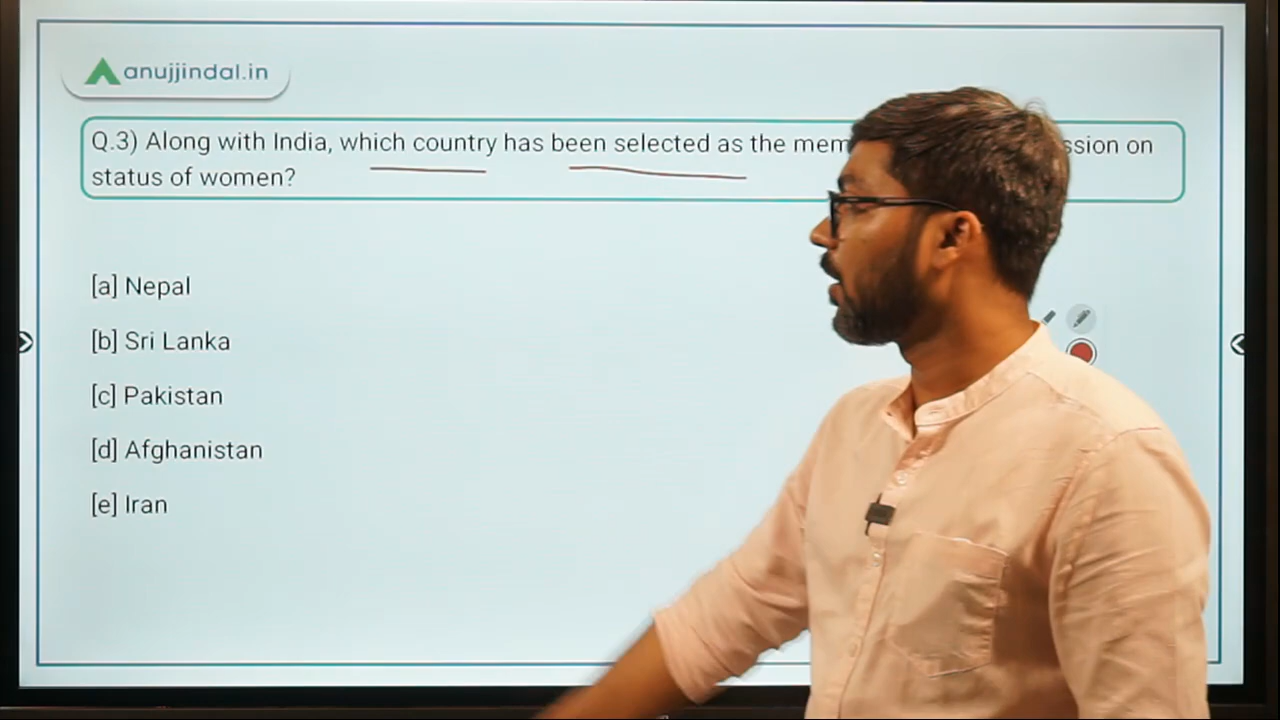 anujjindal.in
Q.3) Along with India, which country has been selected as the mem ssion on
status of women?
[a] Nepal
[b] Sri Lanka
[c] Pakistan
[d] Afghanistan
[e] Iran